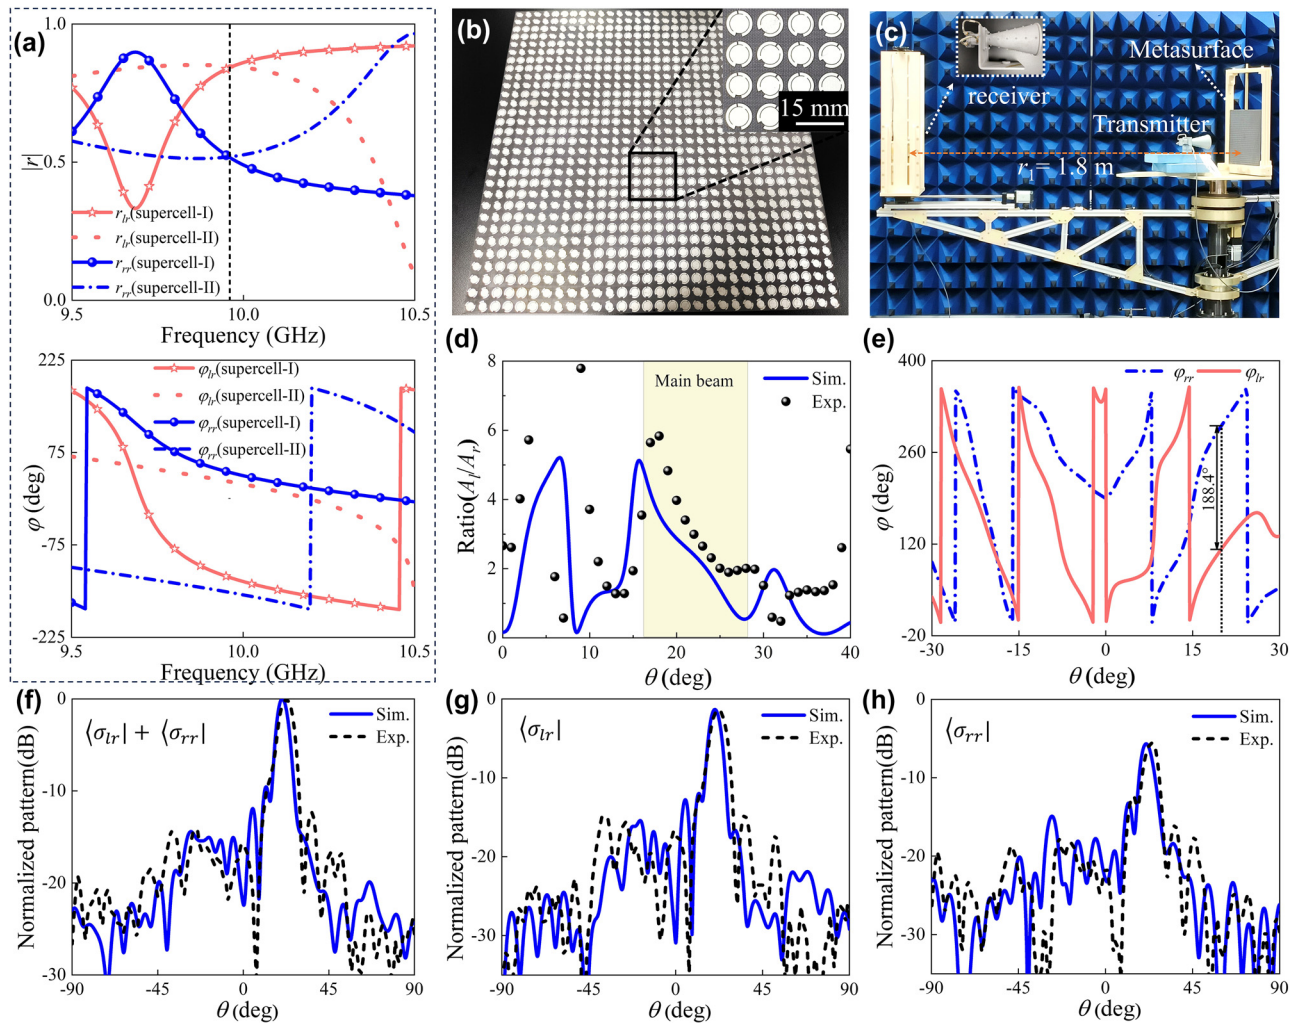 (a)
1.0
0.5
0.0
|r|
r_lr(supercell-I)
r_lr(supercell-II)
r_rr(supercell-I)
r_rr(supercell-II)
9.5 10.0 10.5
Frequency (GHz)
225
75
-75
-225
φ (deg)
φ_lr(supercell-I)
φ_lr(supercell-II)
φ_rr(supercell-I)
φ_rr(supercell-II)
9.5 10.0 10.5
Frequency (GHz)
(b)
15 mm
(c)
Metasurface
receiver
Transmitter
r_1= 1.8 m
(d)
8
6
4
2
0
Ratio(A_l/A_r)
Main beam
Sim.
Exp.
0 10 20 30 40
θ (deg)
(e)
400
260
120
-20
φ (deg)
φ_rr φ_lr
188.4°
-30 -15 0 15 30
θ (deg)
(f)
0
-10
-20
-30
Normalized pattern(dB)
⟨σ_lr| + ⟨σ_rr|
Sim.
Exp.
-90 -45 0 45 90
θ (deg)
(g)
0
-10
-20
-30
Normalized pattern(dB)
⟨σ_lr|
Sim.
Exp.
-90 -45 0 45 90
θ (deg)
(h)
0
-10
-20
-30
Normalized pattern(dB)
⟨σ_rr|
Sim.
Exp.
-90 -45 0 45 90
θ (deg)